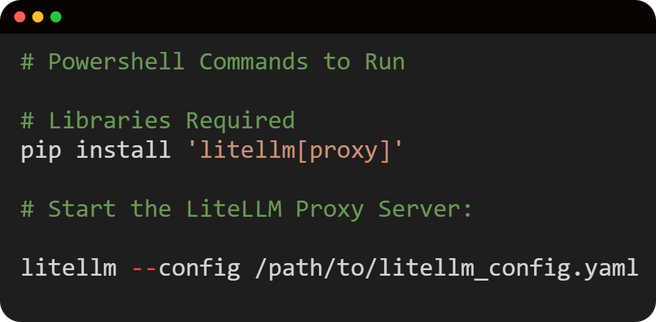 # Powershell Commands to Run
# Libraries Required
pip install 'litellm[proxy]'
# Start the LiteLLM Proxy Server:
litellm --config /path/to/litellm_config.yaml